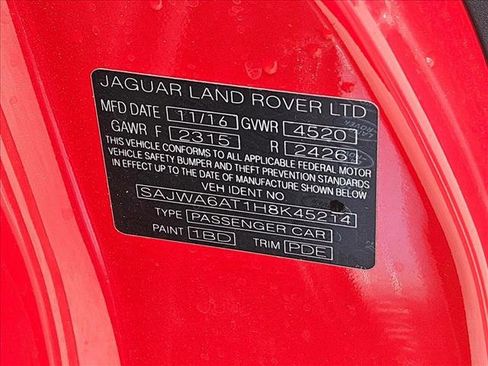 JAGUAR LAND ROVER LTD
MFD DATE 11/16 GVWR 4520
GAWR F 2315 R 2426
THIS VEHICLE CONFORMS TO ALL APPLICABLE FEDERAL MOTOR
VEHICLE SAFETY BUMPER AND THEFT PREVENTION STANDARDS
IN EFFECT UP TO THE DATE OF MANUFACTURE SHOWN BELOW
VEH IDENT NO
SAJWA6AT1H8K45214
TYPE PASSENGER CAR
PAINT 1BD TRIM PDE